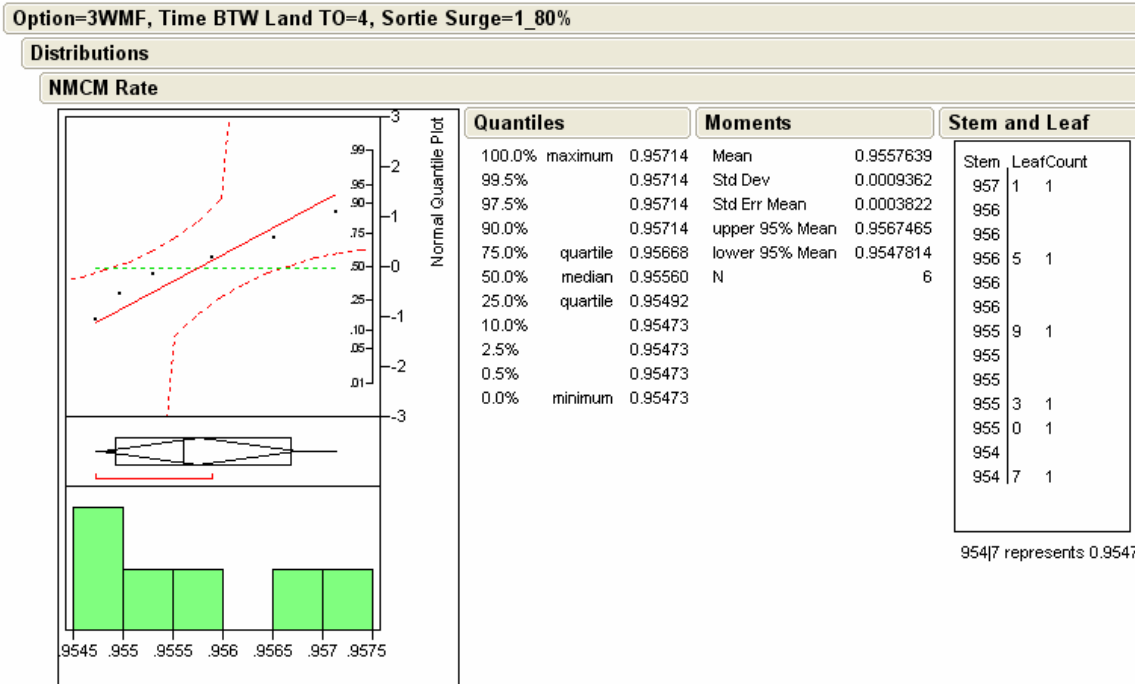 Option=3WMF, Time BTW Land TO=4, Sortie Surge=1_80%
Distributions
NMCM Rate
3
2
1
0
-1
-2
-3
.99
.95
.90
.75
.50
.25
.10
.05
.01
Normal Quantile Plot
.9545 .955 .9555 .956 .9565 .957 .9575
Quantiles
100.0% maximum 0.95714
99.5% 0.95714
97.5% 0.95714
90.0% 0.95714
75.0% quartile 0.95668
50.0% median 0.95560
25.0% quartile 0.95492
10.0% 0.95473
2.5% 0.95473
0.5% 0.95473
0.0% minimum 0.95473
Moments
Mean 0.9557639
Std Dev 0.0009362
Std Err Mean 0.0003822
upper 95% Mean 0.9567465
lower 95% Mean 0.9547814
N 6
Stem and Leaf
Stem LeafCount
957 1 1
956
956
956 5 1
956
956
955 9 1
955
955
955 3 1
955 0 1
954
954 7 1
954|7 represents 0.9547